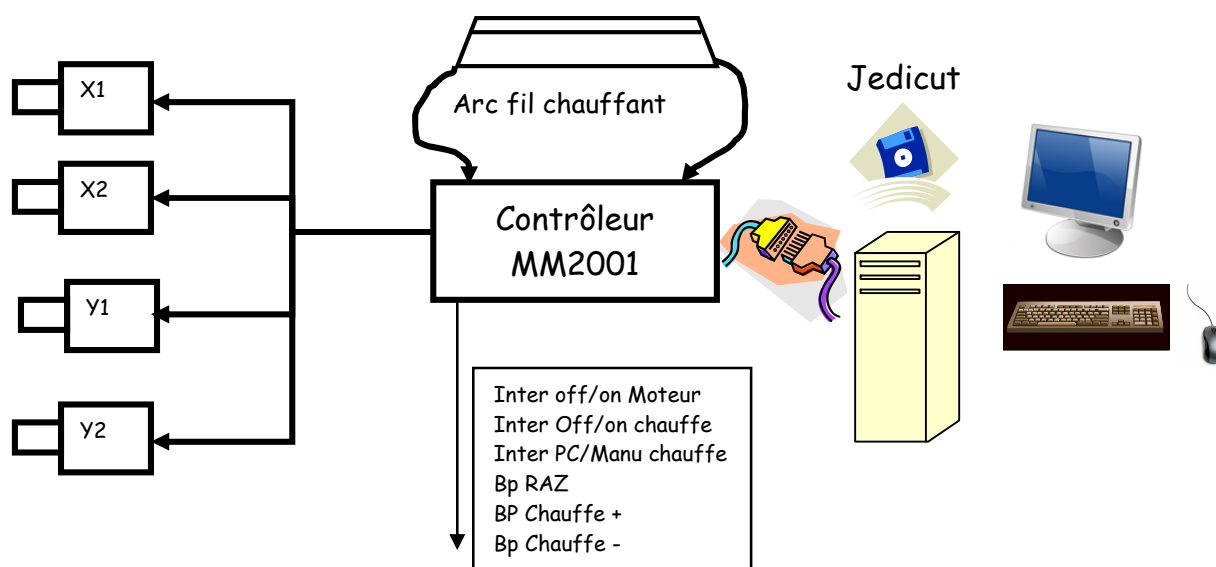 X1
X2
Y1
Y2
Arc fil chauffant
Contrôleur
MM2001
Jedicut
Inter off/on Moteur
Inter Off/on chauffe
Inter PC/Manu chauffe
Bp RAZ
BP Chauffe +
Bp Chauffe -